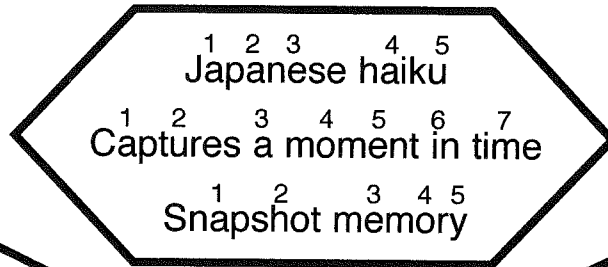 1 2 3 4 5
Japanese haiku
1 2 3 4 5 6 7
Captures a moment in time
1 2 3 4 5
Snapshot memory